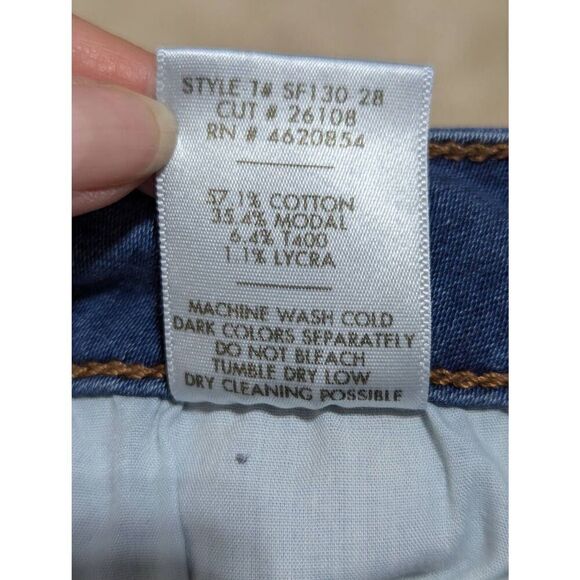 STYLE 1# SF130 28
CUT # 26108
RN # 4620854
57.1% COTTON
35.4% MODAL
6.4% T400
1.1% LYCRA
MACHINE WASH COLD
DARK COLORS SEPARATELY
DO NOT BLEACH
TUMBLE DRY LOW
DRY CLEANING POSSIBLE